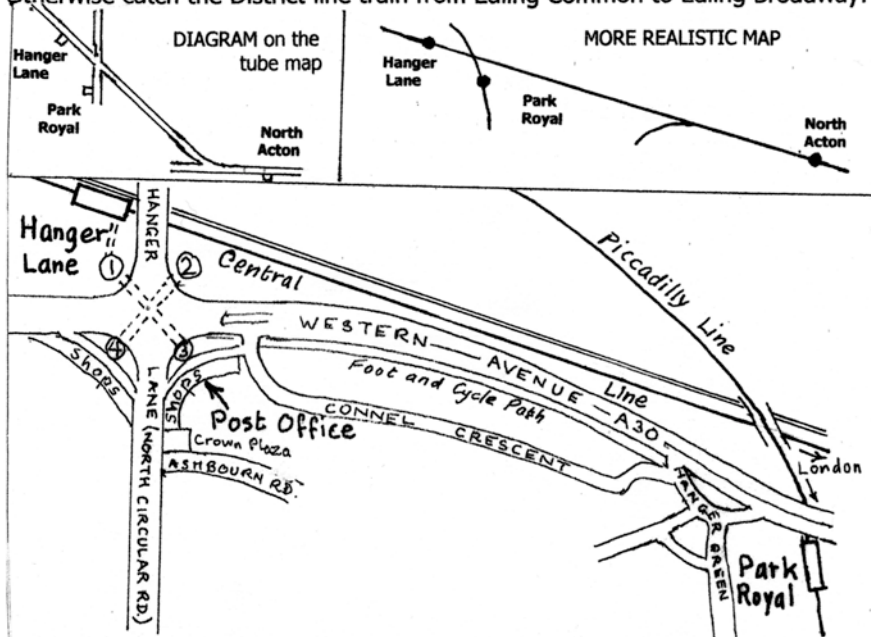 Otherwise catch the District line train from Ealing Common to Ealing Broadway.
DIAGRAM on the
tube map
Hanger
Lane
Park
Royal
North
Acton
MORE REALISTIC MAP
Hanger
Lane
Park
Royal
North
Acton
HANGER
Hanger
Lane
1
2
Central
Piccadilly Line
WESTERN AVENUE - A30
Line
4
3
Shops
Shops
Foot and Cycle Path
LANE (NORTH CIRCULAR RD.)
Post Office
CONNEL CRESCENT
Crown Plaza
London
ASHBOURN RD.
HANGER GREEN
Park
Royal